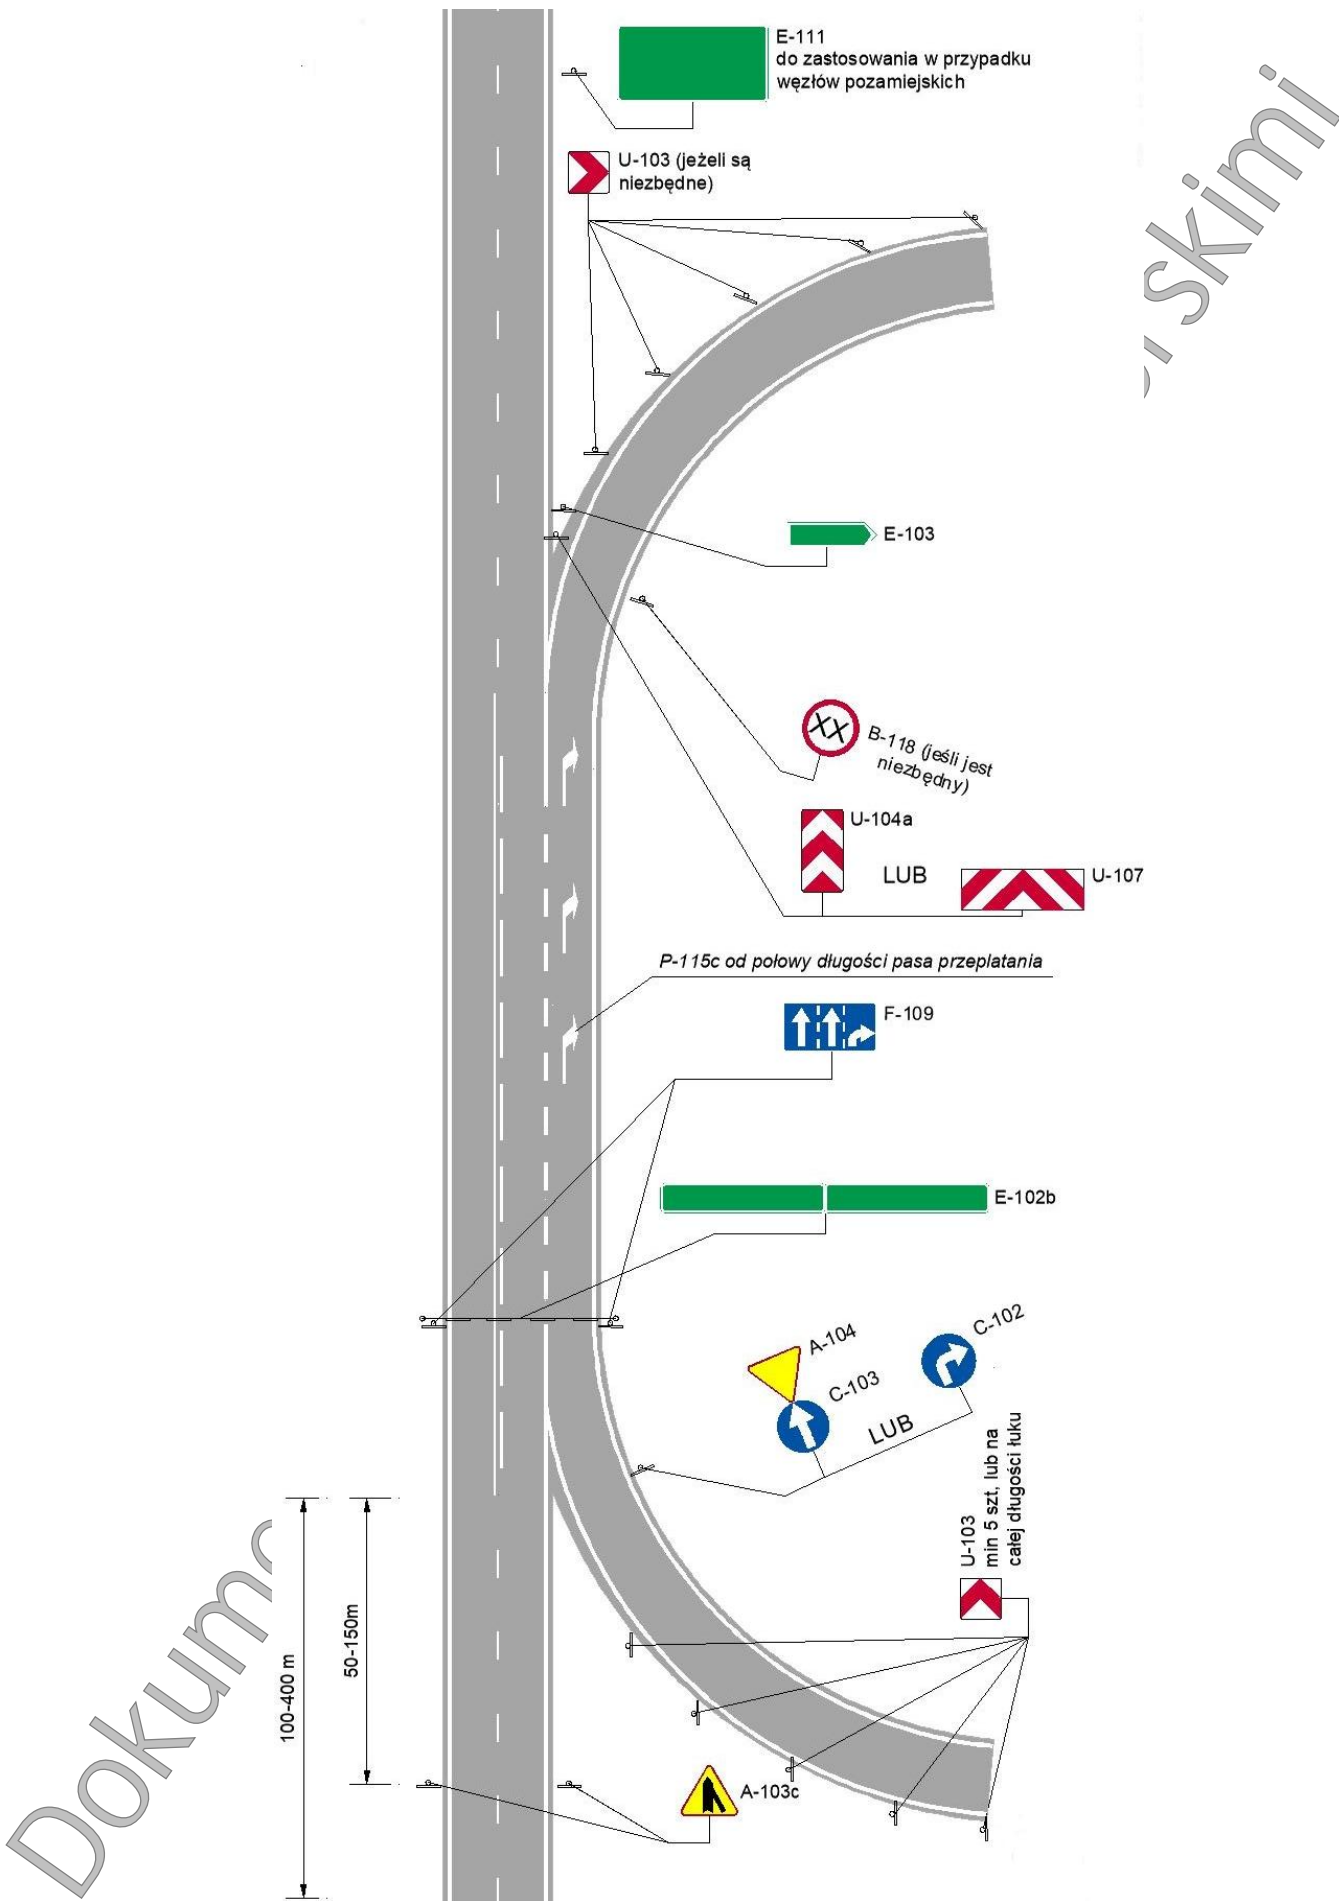 E-111
do zastosowania w przypadku
węzłów pozamiejskich
U-103 (jeżeli są
niezbędne)
E-103
XX
B-118 (jeśli jest
niezbędny)
U-104a
LUB
U-107
P-115c od połowy długości pasa przeplatania
F-109
E-102b
A-104
C-103
LUB
C-102
U-103
min 5 szt, lub na
całej długości łuku
50-150m
100-400 m
A-103c